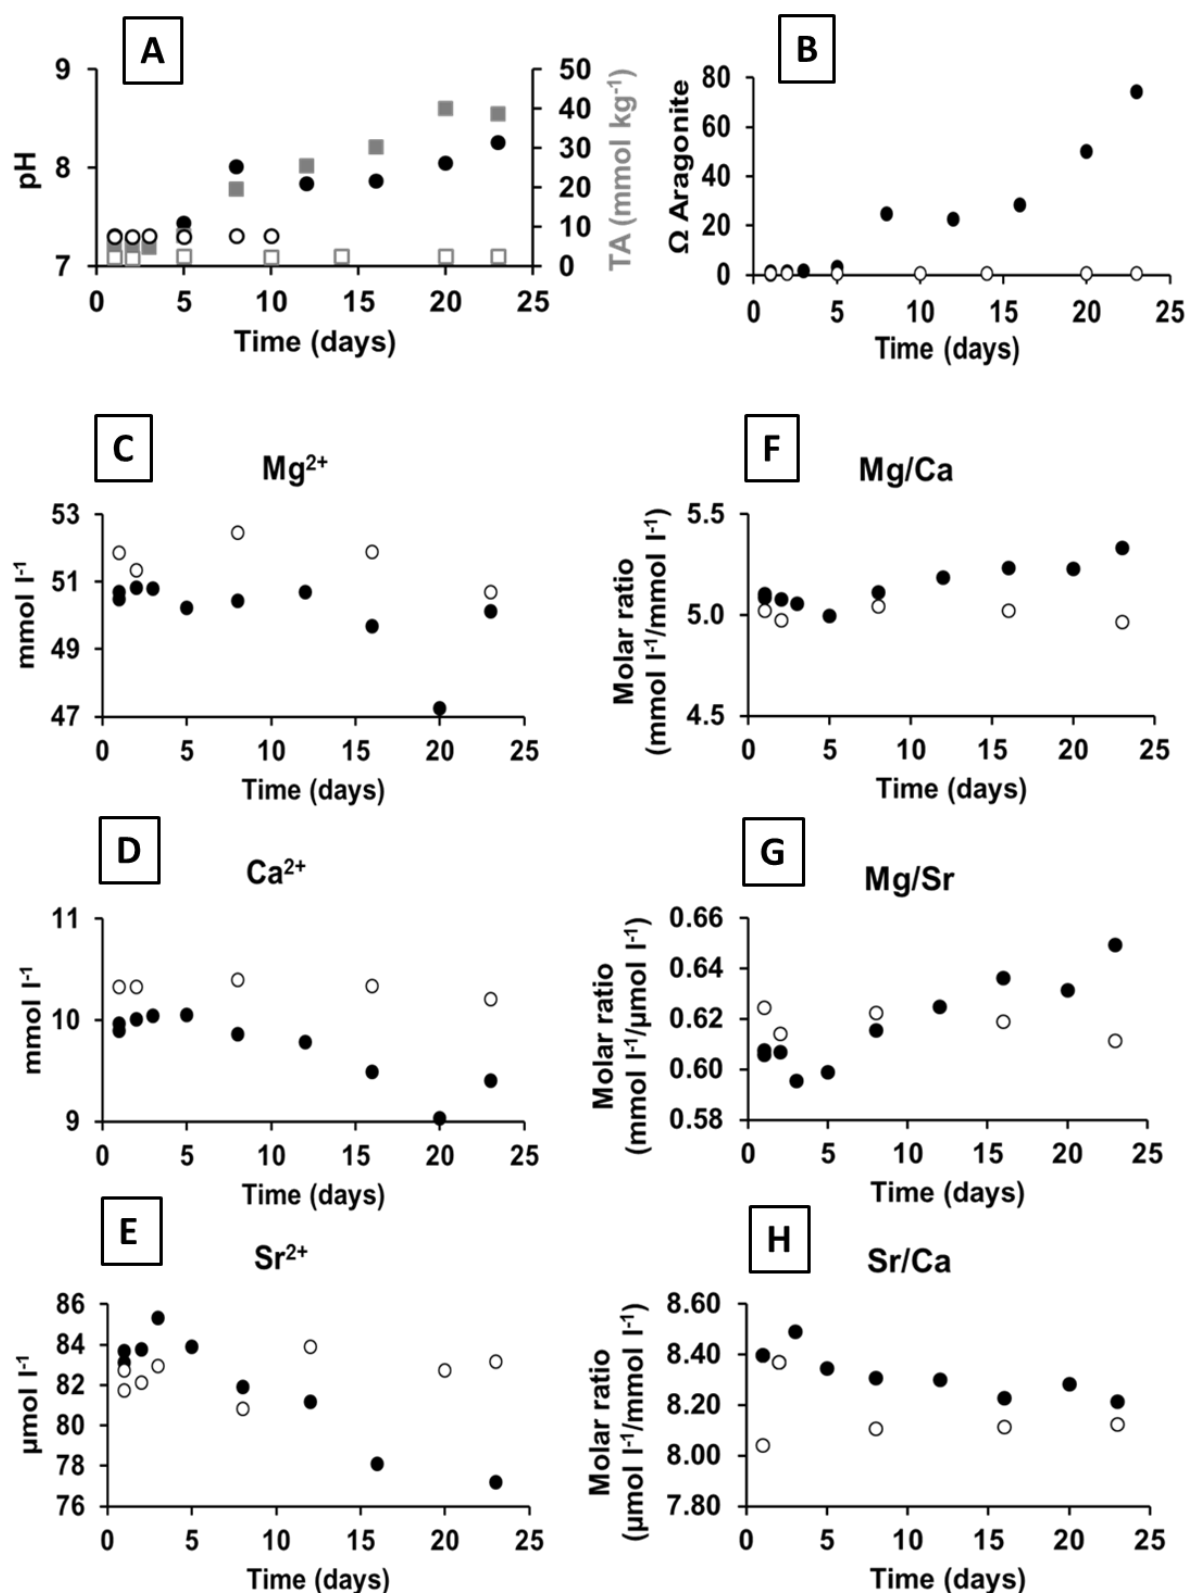 A
9
8
7
pH
50
40
30
20
10
0
TA (mmol kg-1)
0 5 10 15 20 25
Time (days)
B
80
60
40
20
0
Ω Aragonite
0 5 10 15 20 25
Time (days)
C
Mg2+
53
51
49
47
mmol l-1
0 5 10 15 20 25
Time (days)
F
Mg/Ca
5.5
5.0
4.5
Molar ratio
(mmol l-1/mmol l-1)
0 5 10 15 20 25
Time (days)
D
Ca2+
11
10
9
mmol l-1
0 5 10 15 20 25
Time (days)
G
Mg/Sr
0.66
0.64
0.62
0.60
0.58
Molar ratio
(mmol l-1/µmol l-1)
0 5 10 15 20 25
Time (days)
E
Sr2+
86
84
82
80
78
76
µmol l-1
0 5 10 15 20 25
Time (days)
H
Sr/Ca
8.60
8.40
8.20
8.00
7.80
Molar ratio
(µmol l-1/mmol l-1)
0 5 10 15 20 25
Time (days)